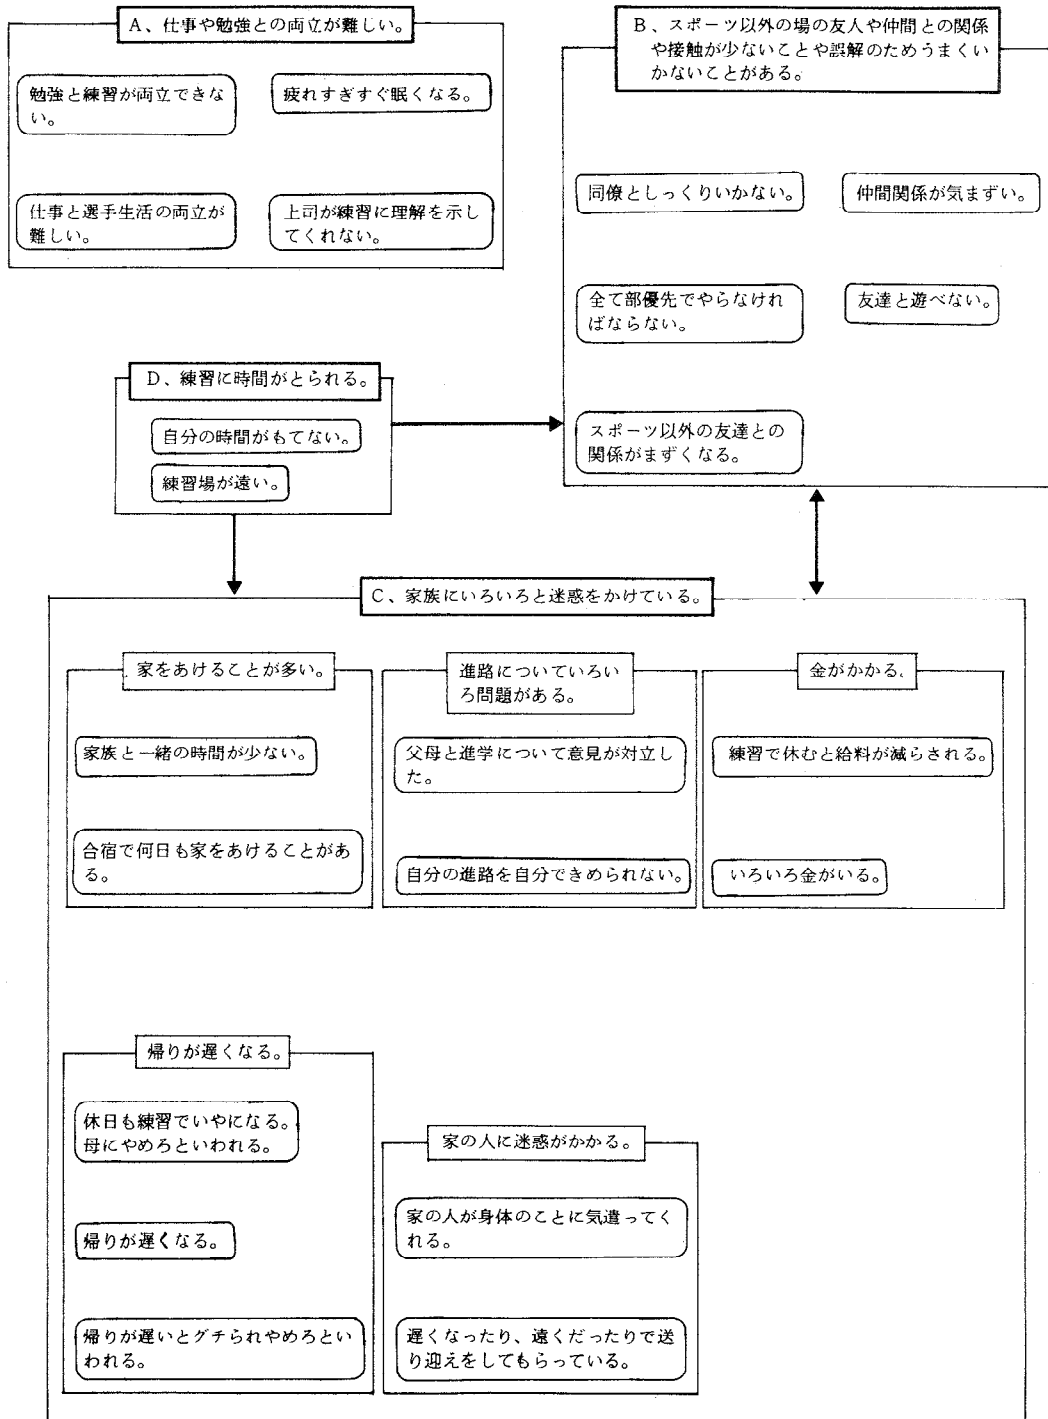 A、仕事や勉強との両立が難しい。
勉強と練習が両立できな
い。
疲れすぎすぐ眠くなる。
仕事と選手生活の両立が
難しい。
上司が練習に理解を示し
てくれない。
B、スポーツ以外の場の友人や仲間との関係
や接触が少ないことや誤解のためうまくい
かないことがある。
同僚としっくりいかない。
仲間関係が気まずい。
全て部優先でやらなけれ
ばならない。
友達と遊べない。
スポーツ以外の友達との
関係がまずくなる。
D、練習に時間がとられる。
自分の時間がもてない。
練習場が遠い。
C、家族にいろいろと迷惑をかけている。
家をあけることが多い。
家族と一緒の時間が少ない。
合宿で何日も家をあけることがあ
る。
進路についていろい
ろ問題がある。
父母と進学について意見が対立し
た。
自分の進路を自分できめられない。
金がかかる。
練習で休むと給料が減らされる。
いろいろ金がいる。
帰りが遅くなる。
休日も練習でいやになる。
母にやめろといわれる。
帰りが遅くなる。
帰りが遅いとグチられやめろとい
われる。
家の人に迷惑がかかる。
家の人が身体のことに気遣ってく
れる。
遅くなったり、遠くだったりで送
り迎えをしてもらっている。